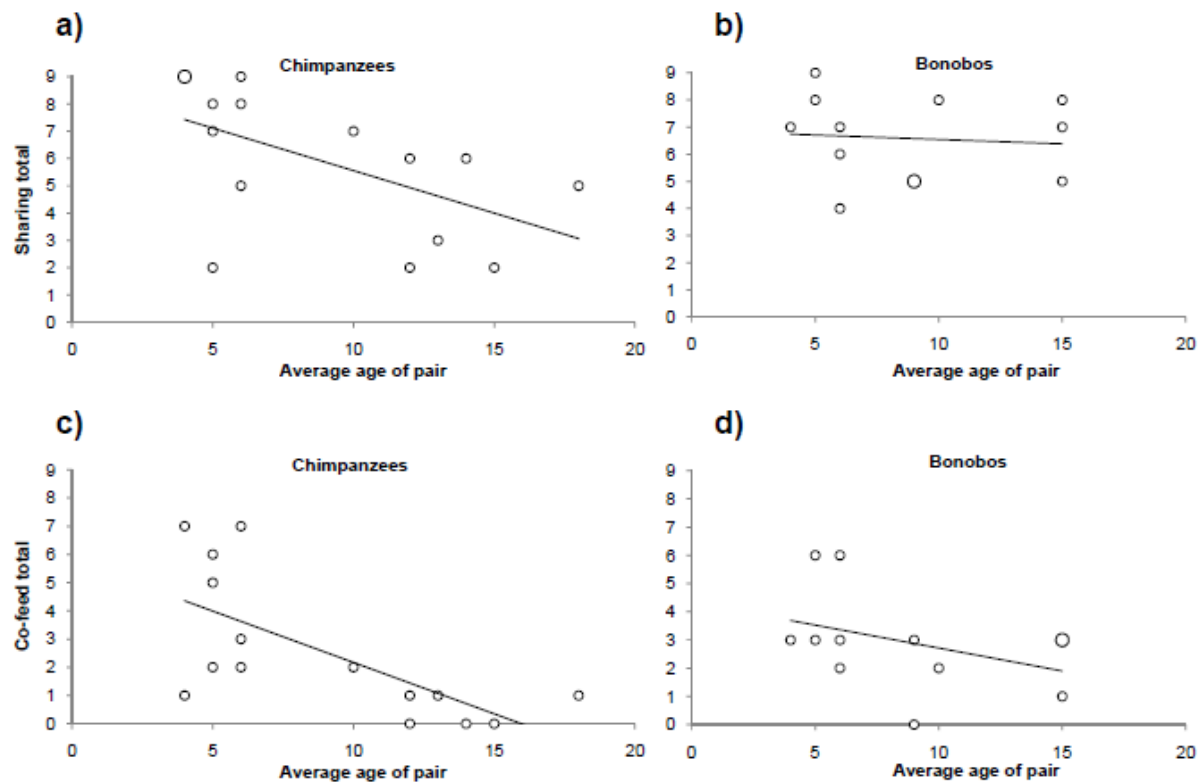 a)
Chimpanzees
Sharing total
9
8
7
6
5
4
3
2
1
0
0 5 10 15 20
Average age of pair
b)
Bonobos
9
8
7
6
5
4
3
2
1
0
0 5 10 15 20
Average age of pair
c)
Chimpanzees
Co-feed total
9
8
7
6
5
4
3
2
1
0
0 5 10 15 20
Average age of pair
d)
Bonobos
9
8
7
6
5
4
3
2
1
0
0 5 10 15 20
Average age of pair